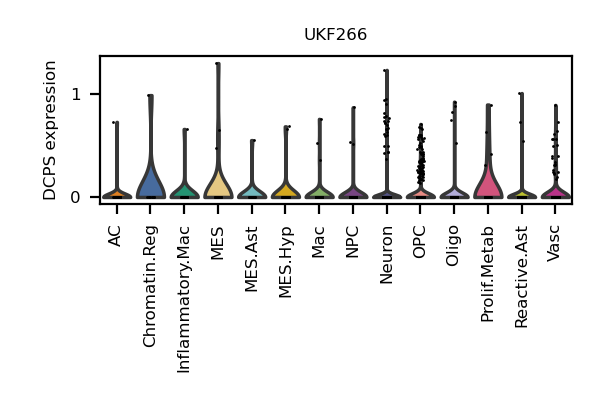 UKF266
DCPS expression
1
0
AC
Chromatin.Reg
Inflammatory.Mac
MES
MES.Ast
MES.Hyp
Mac
NPC
Neuron
OPC
Oligo
Prolif.Metab
Reactive.Ast
Vasc